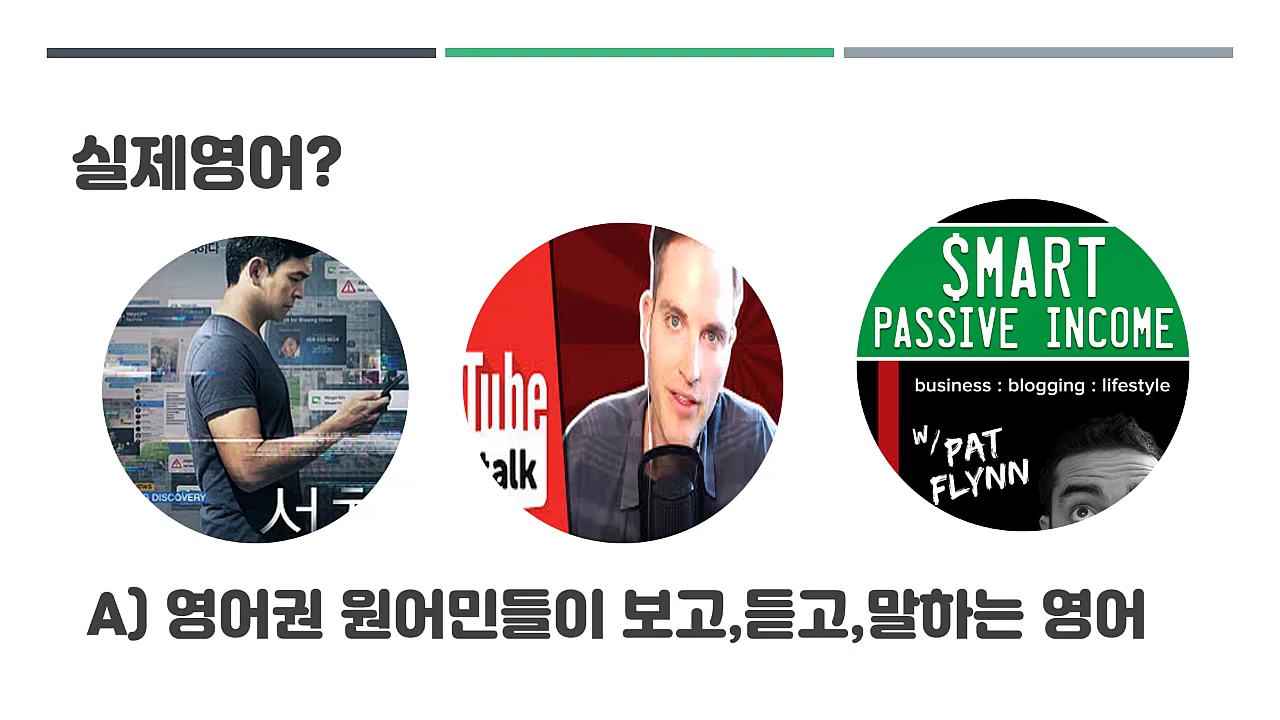 실제영어?
DISCOVERY
Tube
talk
$MART
PASSIVE INCOME
business : blogging : lifestyle
W/ PAT
FLYNN
A) 영어권 원어민들이 보고,듣고,말하는 영어